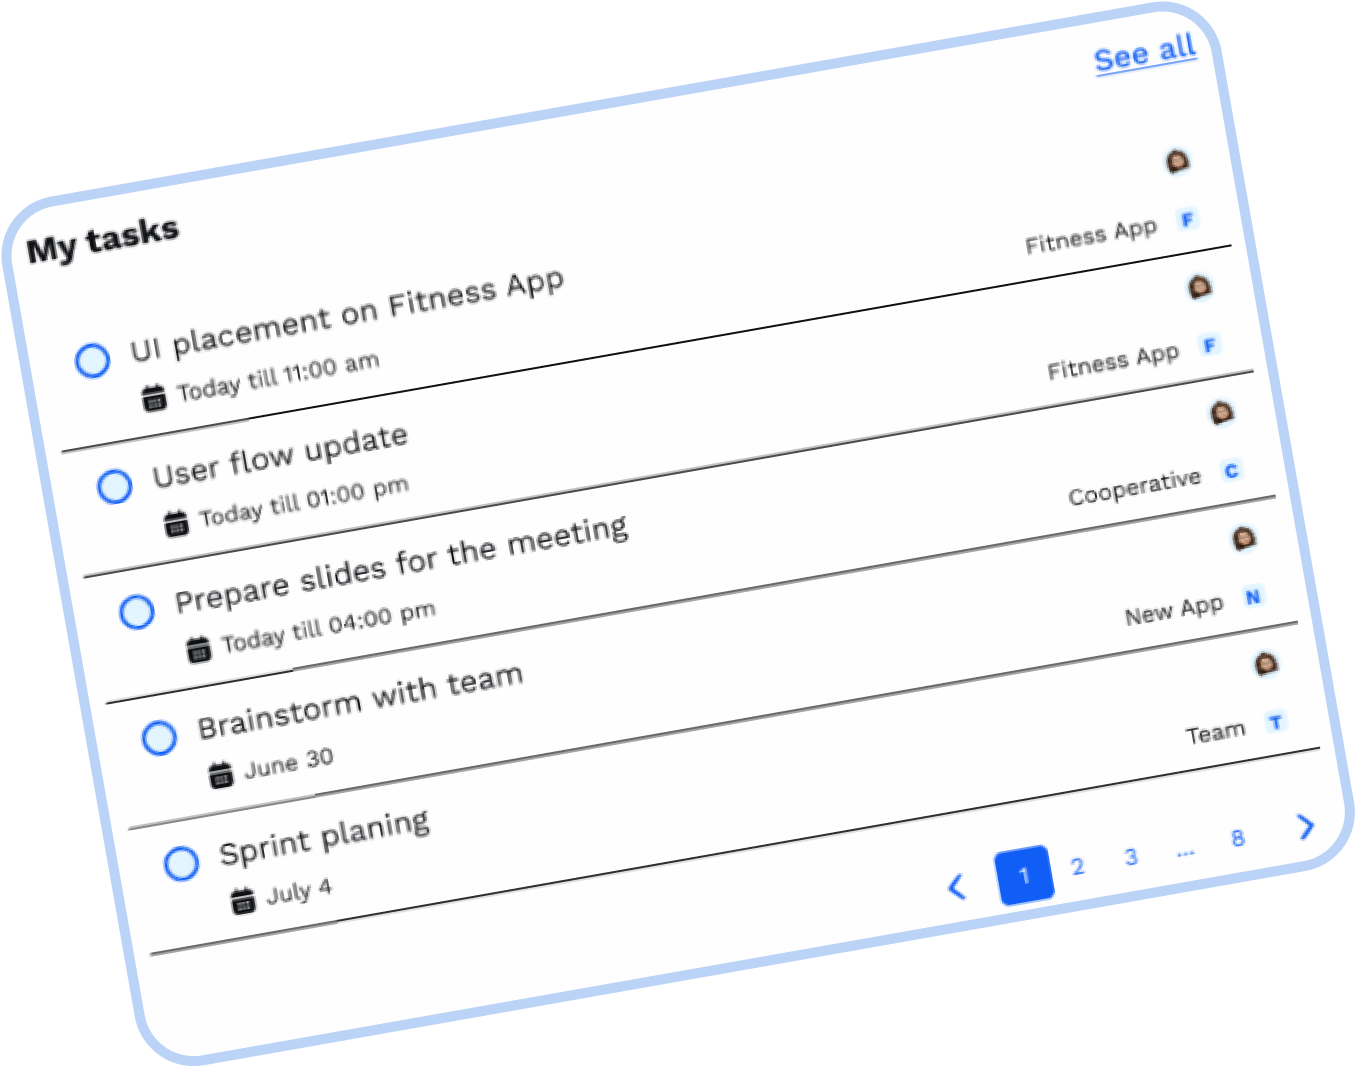 My tasks
See all
UI placement on Fitness App
Today till 11:00 am
Fitness App F
User flow update
Today till 01:00 pm
Fitness App F
Prepare slides for the meeting
Today till 04:00 pm
Cooperative C
Brainstorm with team
June 30
New App N
Sprint planing
July 4
Team T
1 2 3 ... 8